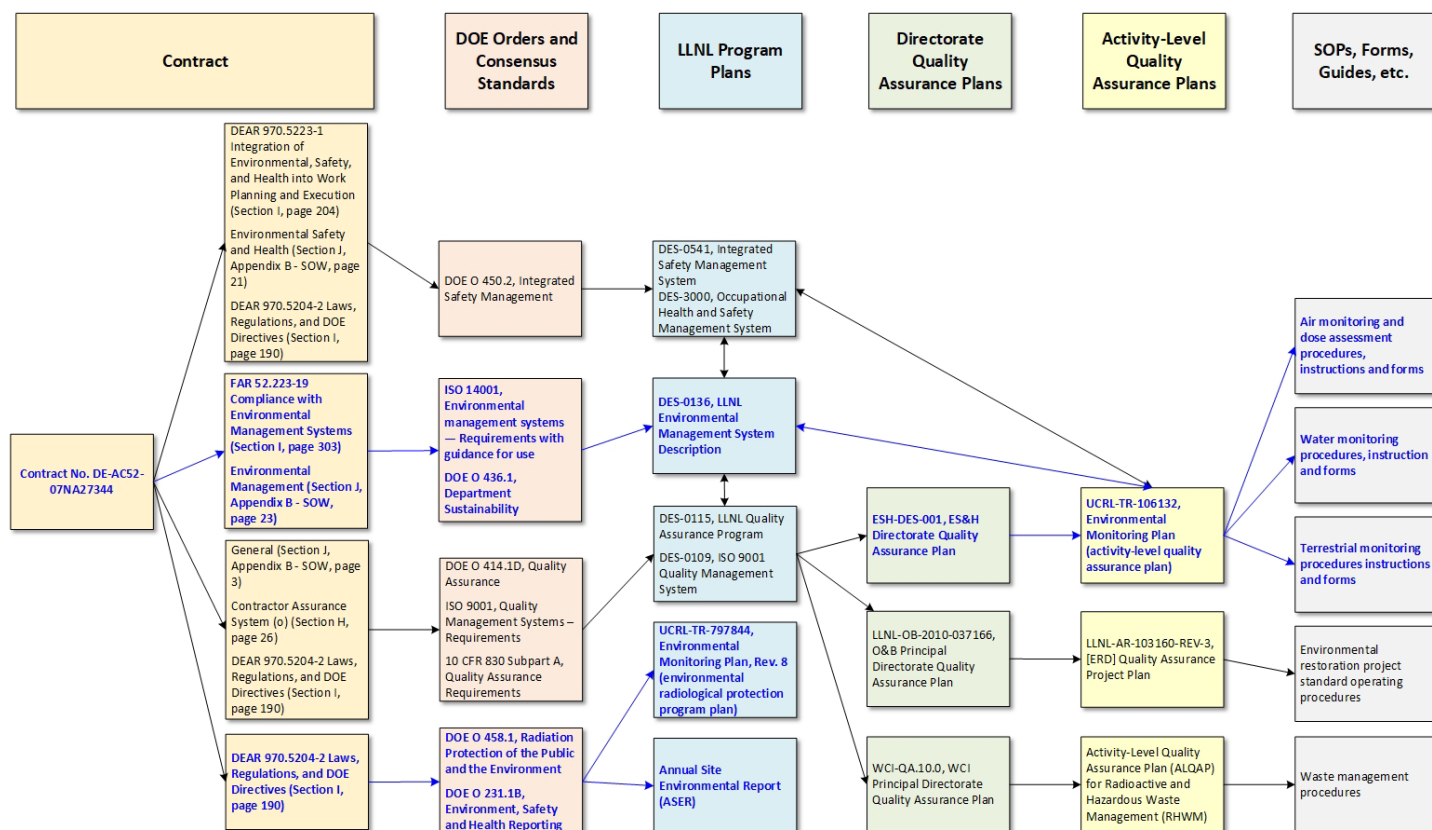 Contract
DOE Orders and
Consensus
Standards
LLNL Program
Plans
Directorate
Quality
Assurance Plans
Activity-Level
Quality
Assurance Plans
SOPs, Forms,
Guides, etc.
Contract No. DE-AC52-
07NA27344
DEAR 970.5223-1
Integration of
Environmental, Safety,
and Health into Work
Planning and Execution
(Section I, page 204)
Environmental Safety
and Health (Section J,
Appendix B - SOW, page
21)
DEAR 970.5204-2 Laws,
Regulations, and DOE
Directives (Section I,
page 190)
FAR 52.223-19
Compliance with
Environmental
Management Systems
(Section I, page 303)
Environmental
Management (Section J,
Appendix B - SOW,
page 23)
General (Section J,
Appendix B - SOW, page
3)
Contractor Assurance
System (o) (Section H,
page 26)
DEAR 970.5204-2 Laws,
Regulations, and DOE
Directives (Section I,
page 190)
DEAR 970.5204-2 Laws,
Regulations, and DOE
Directives (Section I,
page 190)
DOE O 450.2, Integrated
Safety Management
ISO 14001,
Environmental
management systems
— Requirements with
guidance for use
DOE O 436.1,
Department
Sustainability
DOE O 414.1D, Quality
Assurance
ISO 9001, Quality
Management Systems –
Requirements
10 CFR 830 Subpart A,
Quality Assurance
Requirements
DOE O 458.1, Radiation
Protection of the Public
and the Environment
DOE O 231.1B,
Environment, Safety
and Health Reporting
DES-0541, Integrated
Safety Management
System
DES-3000, Occupational
Health and Safety
Management System
DES-0136, LLNL
Environmental
Management System
Description
DES-0115, LLNL Quality
Assurance Program
DES-0109, ISO 9001
Quality Management
System
UCRL-TR-797844,
Environmental
Monitoring Plan, Rev. 8
(environmental
radiological protection
program plan)
Annual Site
Environmental Report
(ASER)
ESH-DES-001, ES&H
Directorate Quality
Assurance Plan
LLNL-OB-2010-037166,
O&B Principal
Directorate Quality
Assurance Plan
WCI-QA.10.0, WCI
Principal Directorate
Quality Assurance Plan
UCRL-TR-106132,
Environmental
Monitoring Plan
(activity-level quality
assurance plan)
LLNL-AR-103160-REV-3,
[ERD] Quality Assurance
Project Plan
Activity-Level Quality
Assurance Plan (ALQAP)
for Radioactive and
Hazardous Waste
Management (RHWM)
Air monitoring and
dose assessment
procedures,
instructions and forms
Water monitoring
procedures, instruction
and forms
Terrestrial monitoring
procedures instructions
and forms
Environmental
restoration project
standard operating
procedures
Waste management
procedures